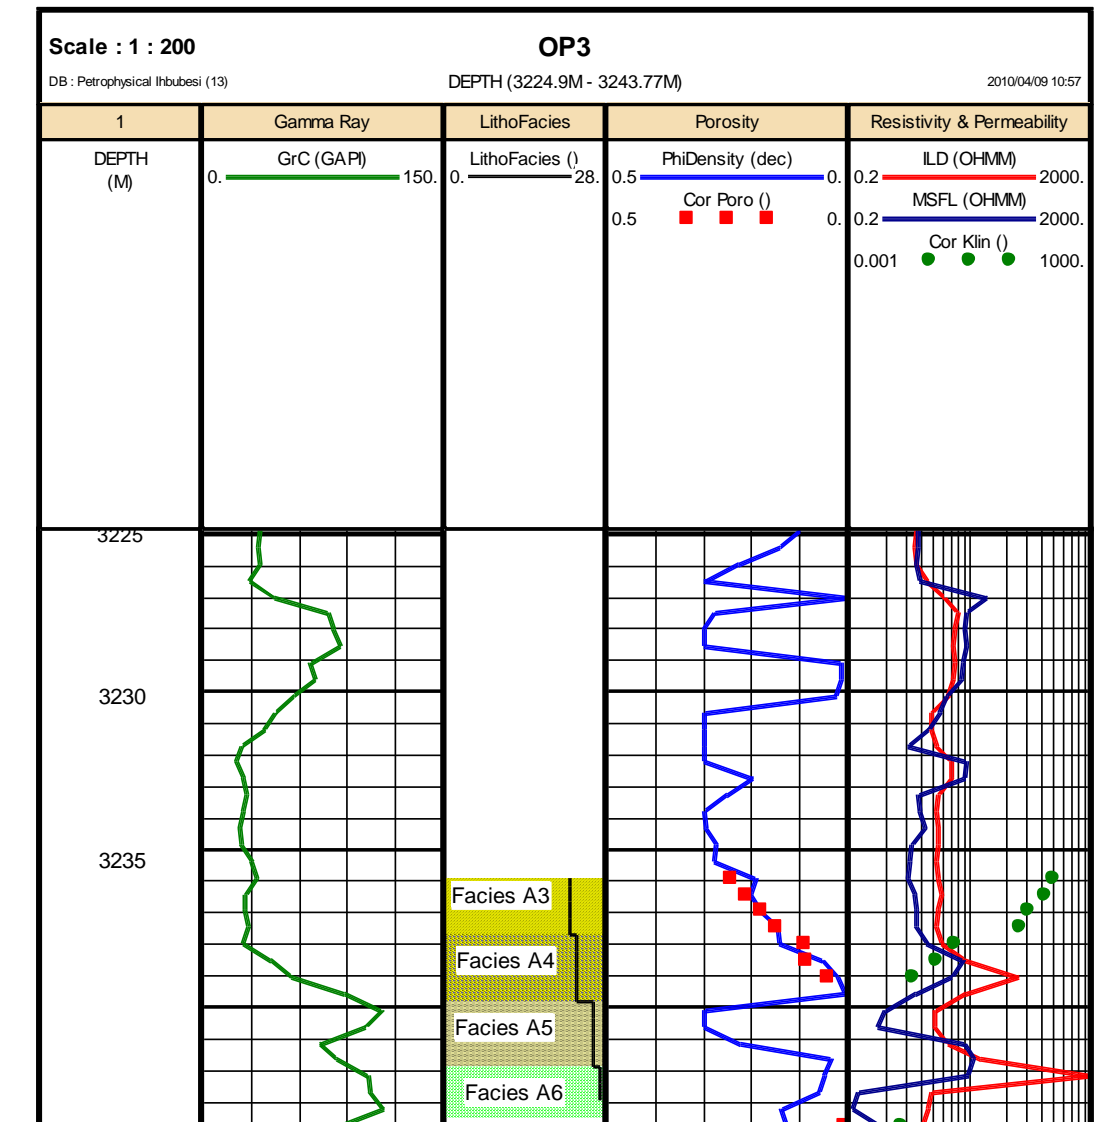 Scale : 1 : 200
OP3
DB : Petrophysical Ihbubesi (13)
DEPTH (3224.9M - 3243.77M)
2010/04/09 10:57
1
Gamma Ray
LithoFacies
Porosity
Resistivity & Permeability
DEPTH
(M)
GrC (GAPI)
0.
150.
LithoFacies ()
0.
28.
PhiDensity (dec)
0.5
0.
Cor Poro ()
0.5
0.
ILD (OHMM)
0.2
2000.
MSFL (OHMM)
0.2
2000.
Cor Klin ()
0.001
1000.
3225
3230
3235
Facies A3
Facies A4
Facies A5
Facies A6